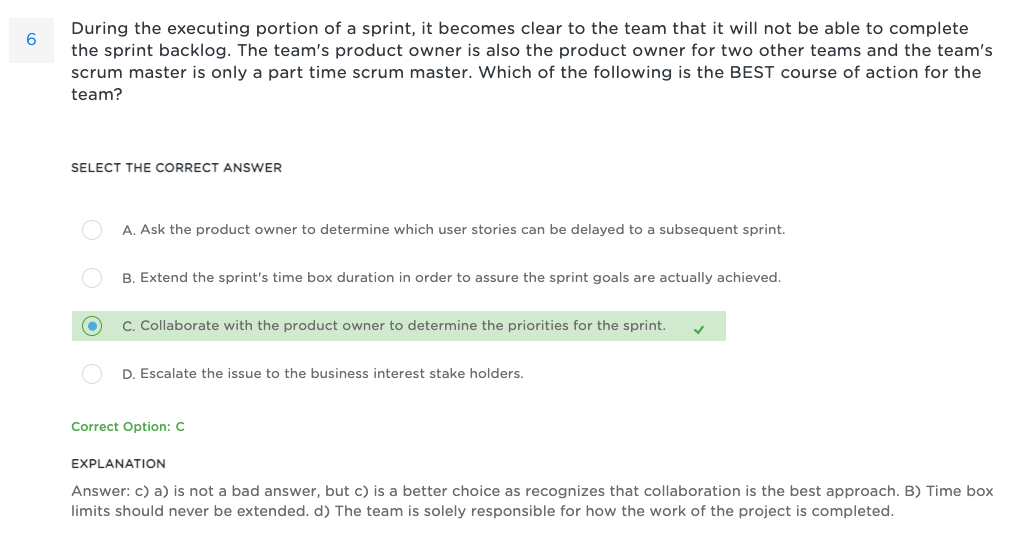 6
During the executing portion of a sprint, it becomes clear to the team that it will not be able to complete
the sprint backlog. The team's product owner is also the product owner for two other teams and the team's
scrum master is only a part time scrum master. Which of the following is the BEST course of action for the
team?
SELECT THE CORRECT ANSWER
A. Ask the product owner to determine which user stories can be delayed to a subsequent sprint.
B. Extend the sprint's time box duration in order to assure the sprint goals are actually achieved.
C. Collaborate with the product owner to determine the priorities for the sprint.
D. Escalate the issue to the business interest stake holders.
Correct Option: C
EXPLANATION
Answer: c) a) is not a bad answer, but c) is a better choice as recognizes that collaboration is the best approach. B) Time box
limits should never be extended. d) The team is solely responsible for how the work of the project is completed.